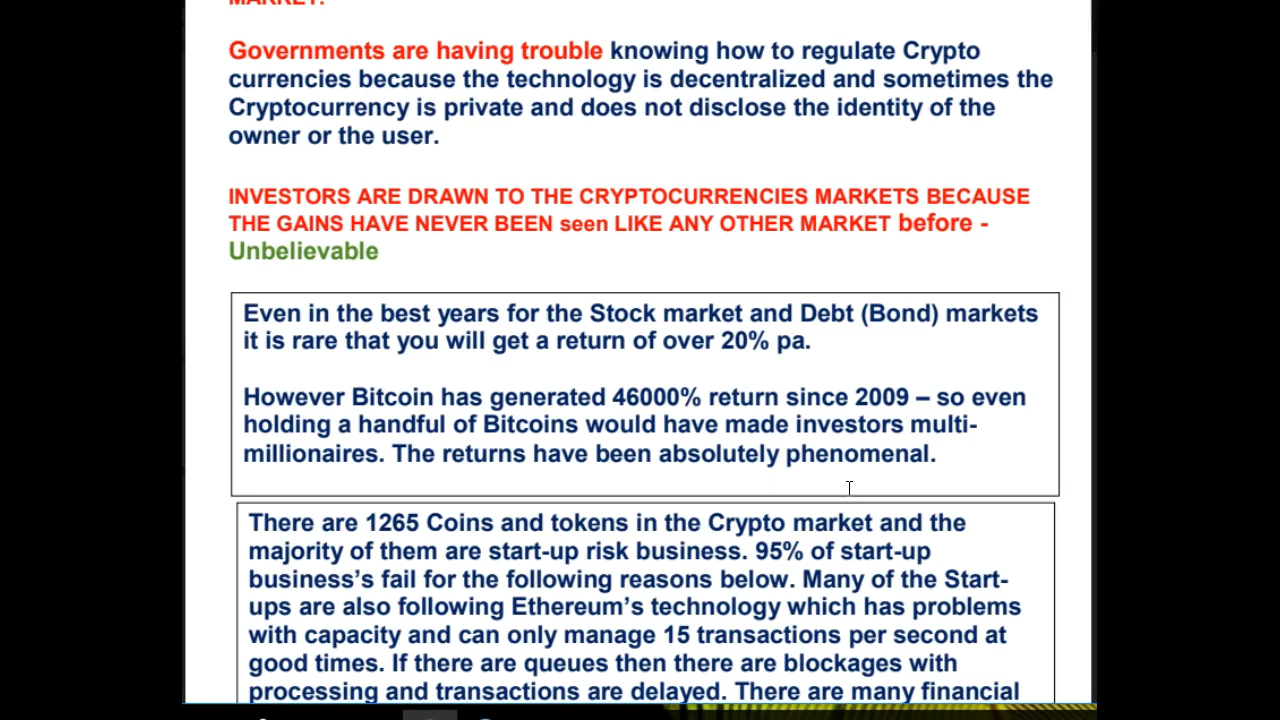 MARKET.
Governments are having trouble knowing how to regulate Crypto
currencies because the technology is decentralized and sometimes the
Cryptocurrency is private and does not disclose the identity of the
owner or the user.
INVESTORS ARE DRAWN TO THE CRYPTOCURRENCIES MARKETS BECAUSE
THE GAINS HAVE NEVER BEEN seen LIKE ANY OTHER MARKET before -
Unbelievable
Even in the best years for the Stock market and Debt (Bond) markets
it is rare that you will get a return of over 20% pa.
However Bitcoin has generated 46000% return since 2009 – so even
holding a handful of Bitcoins would have made investors multi-
millionaires. The returns have been absolutely phenomenal.
There are 1265 Coins and tokens in the Crypto market and the
majority of them are start-up risk business. 95% of start-up
business’s fail for the following reasons below. Many of the Start-
ups are also following Ethereum’s technology which has problems
with capacity and can only manage 15 transactions per second at
good times. If there are queues then there are blockages with
processing and transactions are delayed. There are many financial